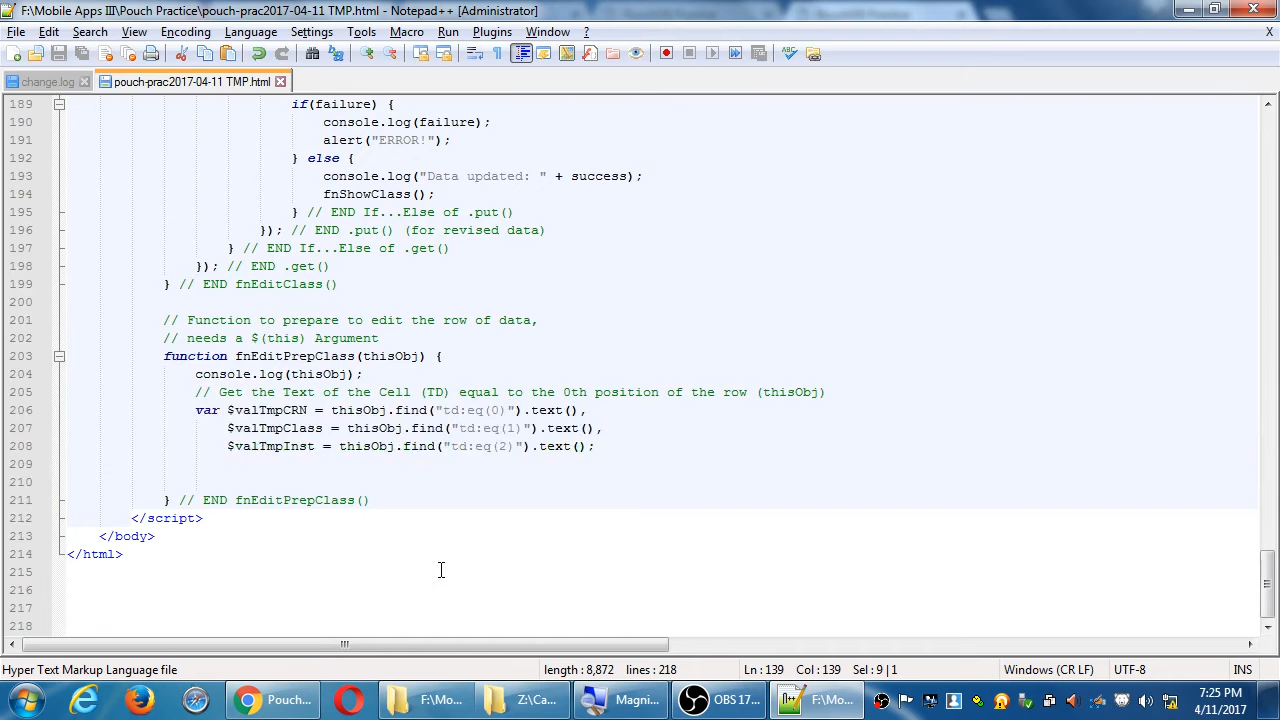 F:\Mobile Apps III\Pouch Practice\pouch-prac2017-04-11 TMP.html - Notepad++ [Administrator]
File Edit Search View Encoding Language Settings Tools Macro Run Plugins Window ? X
change.log pouch-prac2017-04-11 TMP.html
189 if(failure) {
190 console.log(failure);
191 alert("ERROR!");
192 } else {
193 console.log("Data updated: " + success);
194 fnShowClass();
195 } // END If...Else of .put()
196 }); // END .put() (for revised data)
197 } // END If...Else of .get()
198 }); // END .get()
199 } // END fnEditClass()
200
201 // Function to prepare to edit the row of data,
202 // needs a $(this) Argument
203 function fnEditPrepClass(thisObj) {
204 console.log(thisObj);
205 // Get the Text of the Cell (TD) equal to the 0th position of the row (thisObj)
206 var $valTmpCRN = thisObj.find("td:eq(0)").text(),
207 $valTmpClass = thisObj.find("td:eq(1)").text(),
208 $valTmpInst = thisObj.find("td:eq(2)").text();
209
210
211 } // END fnEditPrepClass()
212 </script>
213 </body>
214 </html>
215
216
217
218
Hyper Text Markup Language file length : 8,872 lines : 218 Ln : 139 Col : 139 Sel : 9 | 1 Windows (CR LF) UTF-8 INS
Pouch... F:\Mo... Z:\Ca... Magni... OBS 17... F:\Mo... 7:25 PM
4/11/2017